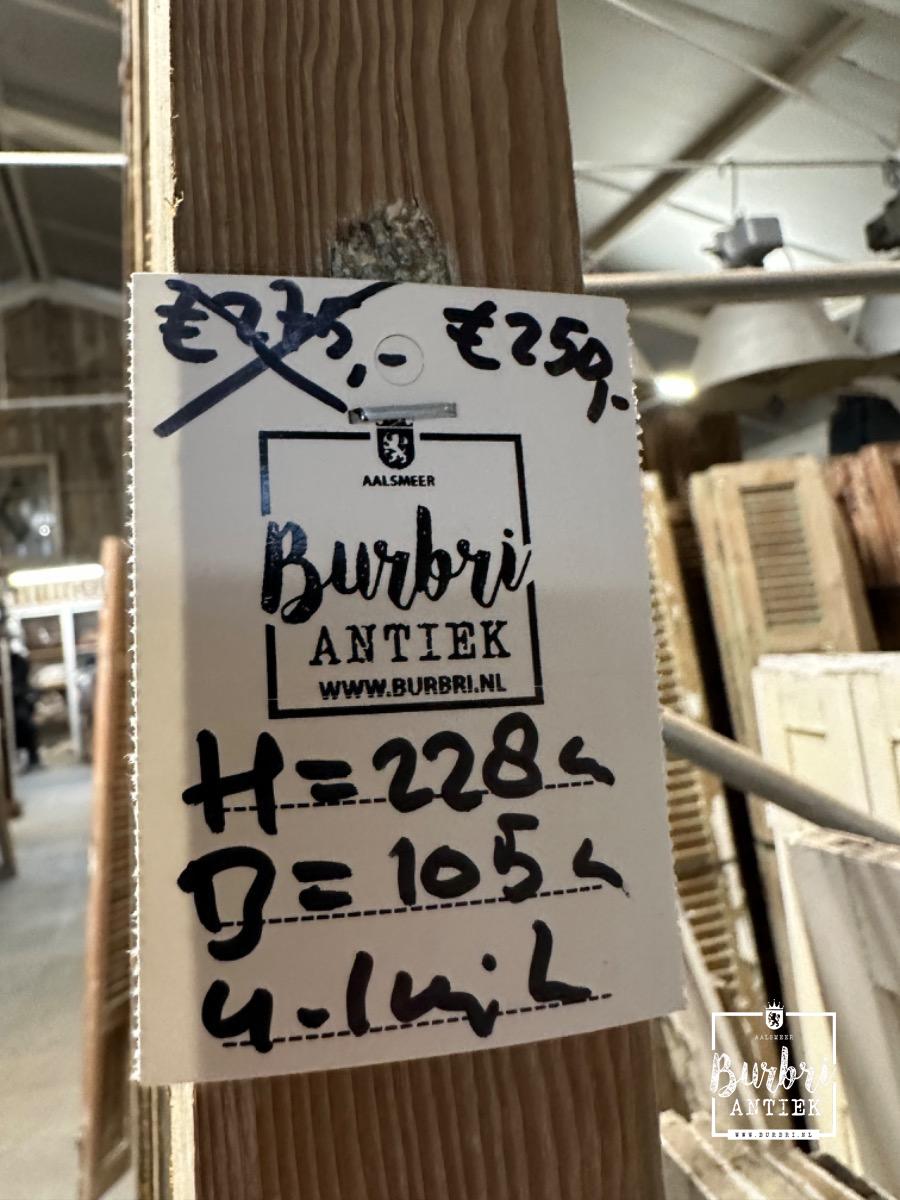 €275,- €250,-
AALSMEER
Burbri
ANTIEK
WWW.BURBRI.NL
H=228
B=105
AALSMEER
Burbri
ANTIEK
WWW.BURBRI.NL